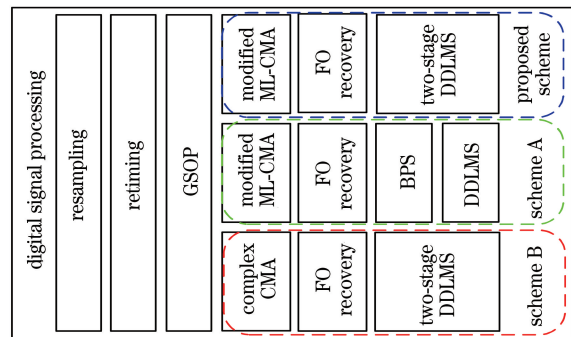 digital signal processing
resampling
retiming
GSOP
complex
CMA
FO
recovery
two-stage
DDLMS
scheme B
modified
ML-CMA
FO
recovery
BPS
DDLMS
scheme A
modified
ML-CMA
FO
recovery
two-stage
DDLMS
proposed
scheme